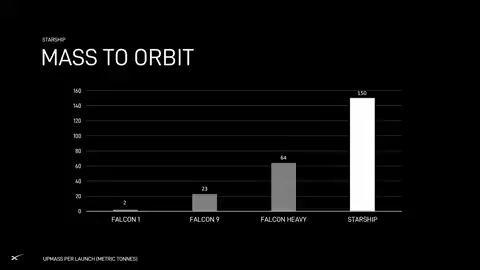 STARSHIP
MASS TO ORBIT
160
140
120
100
80
60
40
20
0
2
23
64
150
FALCON 1
FALCON 9
FALCON HEAVY
STARSHIP
UPMASS PER LAUNCH (METRIC TONNES)